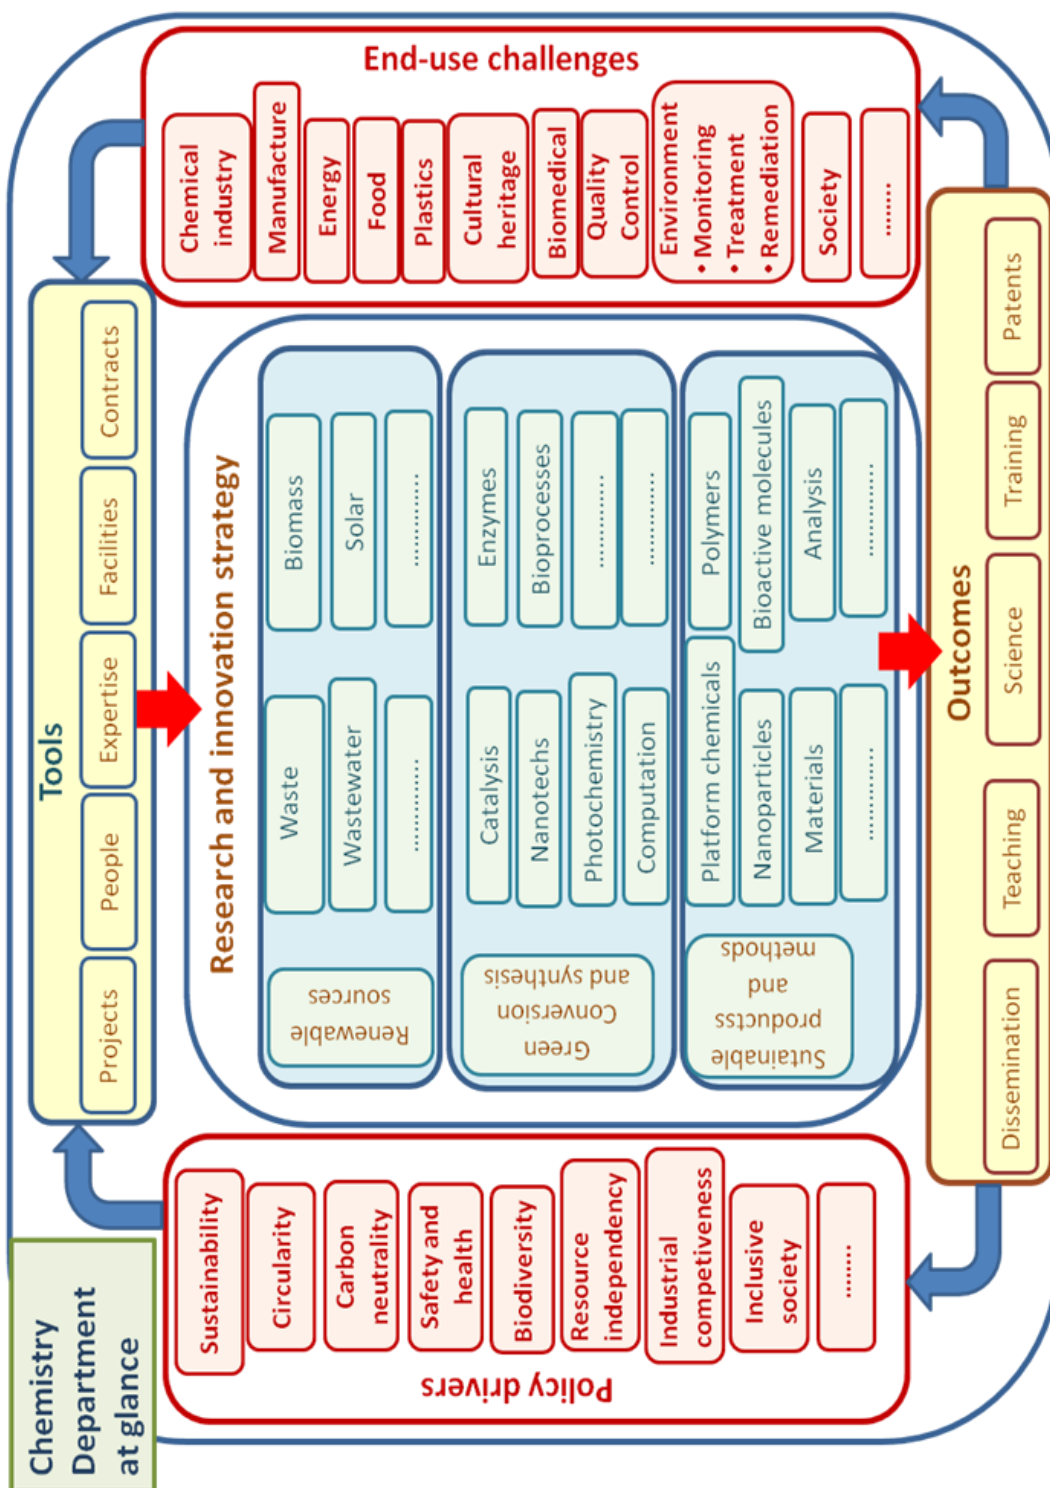 Chemistry
Department
at glance
Tools
Projects
People
Expertise
Facilities
Contracts
Policy drivers
Sustainability
Circularity
Carbon
neutrality
Safety and
health
Biodiversity
Resource
independency
Industrial
competiveness
Inclusive
society
........
Research and innovation strategy
Renewable
sources
Waste
Biomass
Wastewater
Solar
.............
.............
Green
Conversion
and synthesis
Catalysis
Enzymes
Nanotechs
Bioprocesses
Photochemistry
.............
Computation
.............
Sutainable
productss
and
methods
Platform chemicals
Polymers
Nanoparticles
Bioactive molecules
Materials
Analysis
.............
.............
End-use challenges
Chemical
industry
Manufacture
Energy
Food
Plastics
Cultural
heritage
Biomedical
Quality
Control
Environment
• Monitoring
• Treatment
• Remediation
Society
........
Outcomes
Dissemination
Teaching
Science
Training
Patents